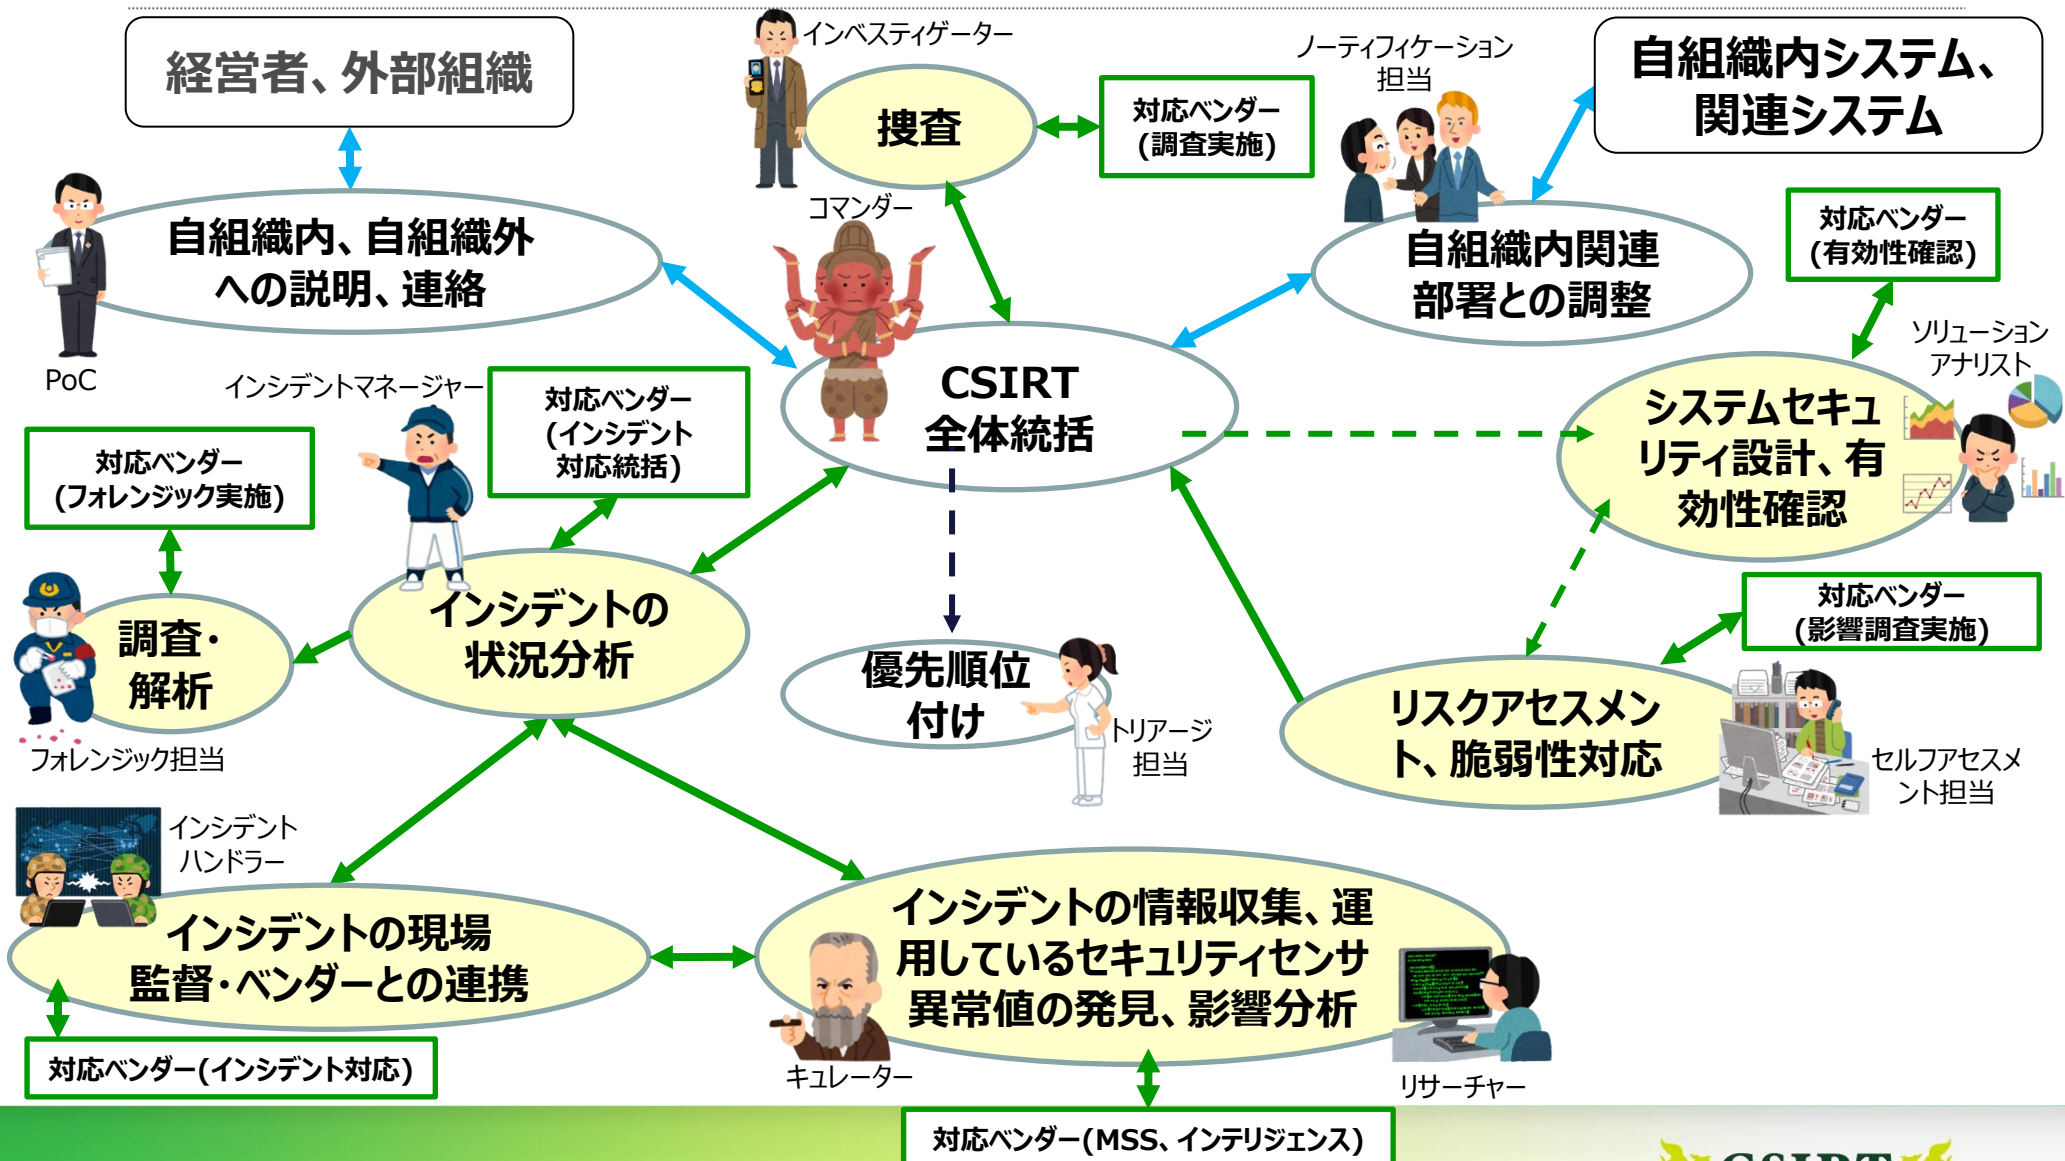 経営者、外部組織
インベスティゲーター
捜査
対応ベンダー
(調査実施)
ノーティフィケーション
担当
自組織内システム、
関連システム
自組織内、自組織外
への説明、連絡
PoC
コマンダー
自組織内関連
部署との調整
対応ベンダー
(有効性確認)
CSIRT
全体統括
ソリューション
アナリスト
システムセキュ
リティ設計、有
効性確認
インシデントマネージャー
対応ベンダー
(インシデント
対応統括)
対応ベンダー
(フォレンジック実施)
インシデントの
状況分析
調査・
解析
フォレンジック担当
優先順位
付け
トリアージ
担当
対応ベンダー
(影響調査実施)
リスクアセスメン
ト、脆弱性対応
セルフアセスメ
ント担当
インシデント
ハンドラー
インシデントの現場
監督・ベンダーとの連携
対応ベンダー(インシデント対応)
インシデントの情報収集、運
用しているセキュリティセンサ
異常値の発見、影響分析
キュレーター
リサーチャー
対応ベンダー(MSS、インテリジェンス)
CSIRT